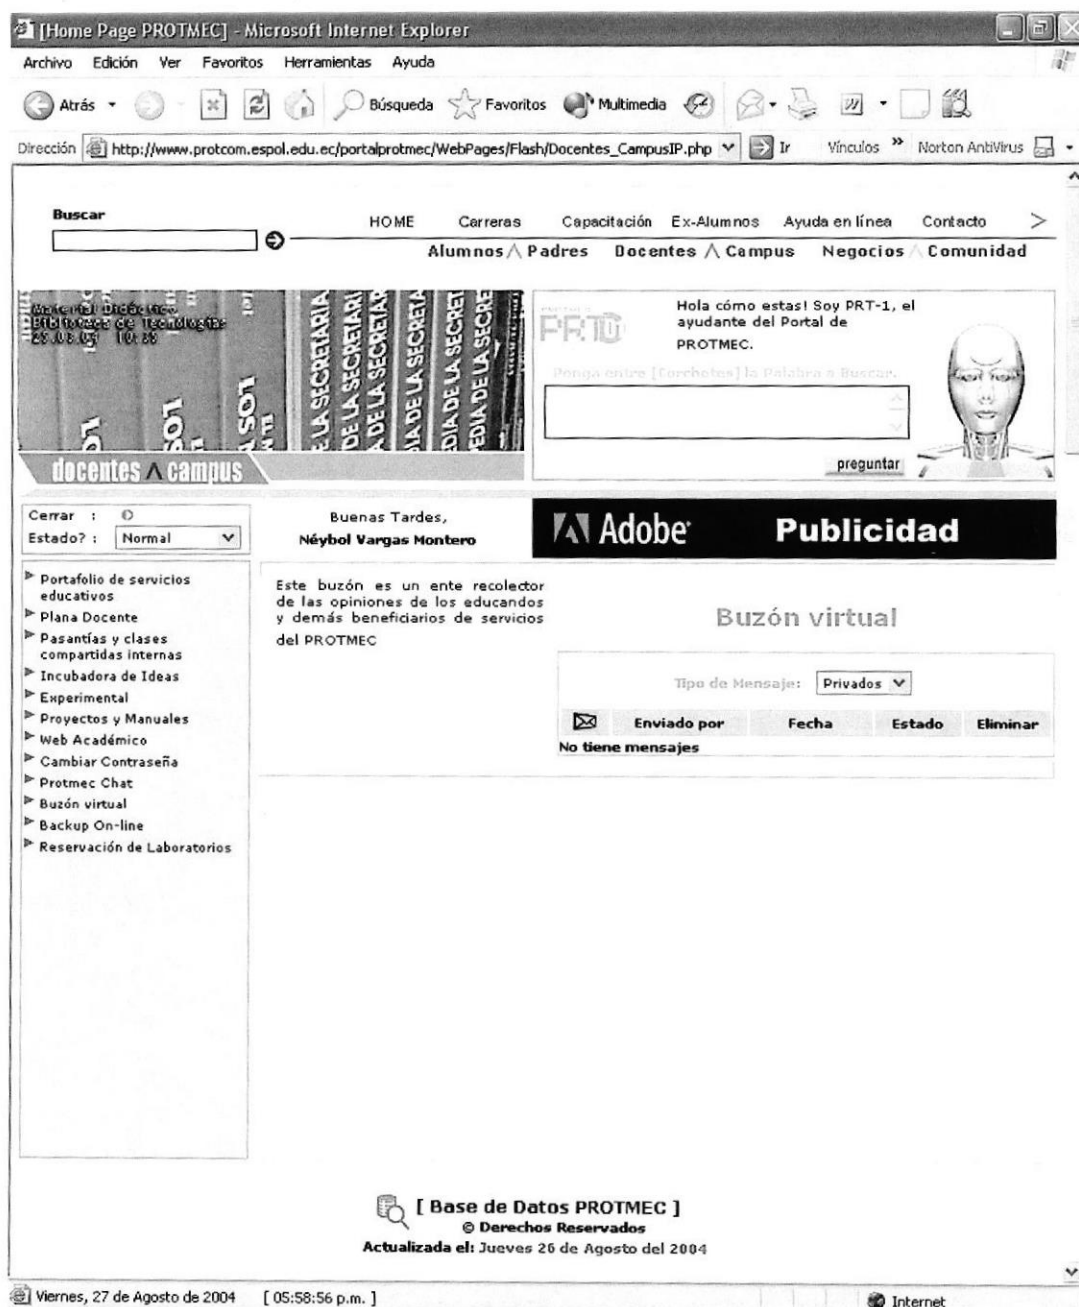 [Home Page PROTMEC] - Microsoft Internet Explorer
Archivo Edición Ver Favoritos Herramientas Ayuda
Atrás Búsqueda Favoritos Multimedia
Dirección http://www.protcom.espol.edu.ec/portalprotmec/WebPages/Flash/Docentes_CampusIP.php Ir Vínculos » Norton AntiVirus
Buscar
HOME Carreras Capacitación Ex-Alumnos Ayuda en línea Contacto >
Alumnos Λ Padres Docentes Λ Campus Negocios Λ Comunidad
Material Didáctico
Biblioteca de Tecnologías
docentes Λ campus
Hola cómo estas! Soy PRT-1, el
ayudante del Portal de
PROTMEC.
Ponga entre [Corchetes] la Palabra a Buscar.
preguntar
Cerrar :
Estado? : Normal
Buenas Tardes,
Néybol Vargas Montero
Adobe Publicidad
Portafolio de servicios
educativos
Plana Docente
Pasantías y clases
compartidas internas
Incubadora de Ideas
Experimental
Proyectos y Manuales
Web Académico
Cambiar Contraseña
Protmec Chat
Buzón virtual
Backup On-line
Reservación de Laboratorios
Este buzón es un ente recolector
de las opiniones de los educandos
y demás beneficiarios de servicios
del PROTMEC
Buzón virtual
Tipo de Mensaje: Privados
Enviado por Fecha Estado Eliminar
No tiene mensajes
[ Base de Datos PROTMEC ]
© Derechos Reservados
Actualizada el: Jueves 26 de Agosto del 2004
Viernes, 27 de Agosto de 2004 [ 05:58:56 p.m. ] Internet